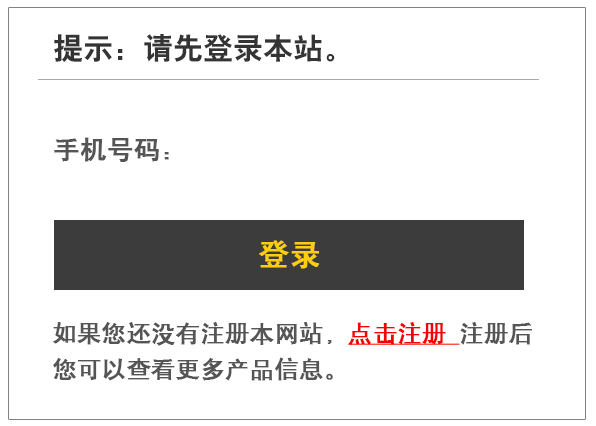 提示：请先登录本站。
手机号码：
登录
如果您还没有注册本网站，点击注册 注册后
您可以查看更多产品信息。